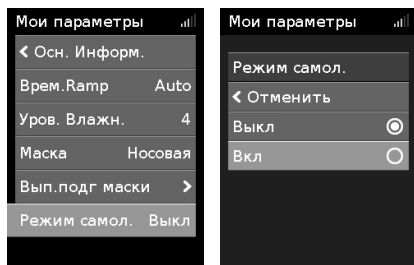 Мои параметры
Осн. Информ.
Врем.Ramp Auto
Уров. Влажн. 4
Маска Носовая
Вып.подг маски
Режим самол. Выкл
Мои параметры
Режим самол.
Отменить
Выкл
Вкл